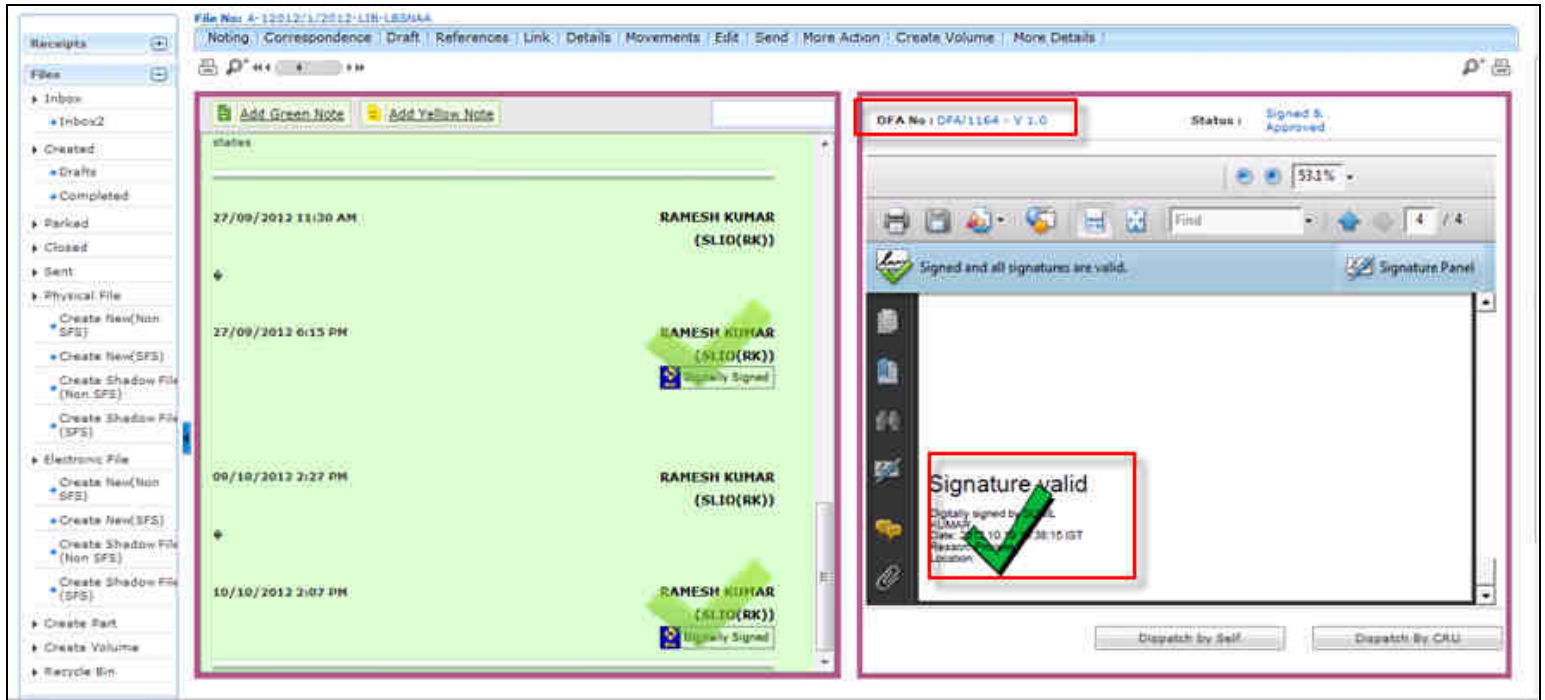 File No: A-12012/1/2012-LIB-LBSNAA
Noting Correspondence Draft References Link Details Movements Edit Send More Action Create Volume More Details
Receipts
Files
Inbox
Inbox2
Created
Drafts
Completed
Parked
Closed
Sent
Physical File
Create New(Non
SFS)
Create New(SFS)
Create Shadow File
(Non SFS)
Create Shadow File
(SFS)
Electronic File
Create New(Non
SFS)
Create New(SFS)
Create Shadow File
(Non SFS)
Create Shadow File
(SFS)
Create Part
Create Volume
Recycle Bin
4
Add Green Note Add Yellow Note
states
27/09/2012 11:30 AM RAMESH KUMAR
(SLIO(RK))
27/09/2012 6:15 PM RAMESH KUMAR
(SLIO(RK))
Digitally Signed
09/10/2012 2:27 PM RAMESH KUMAR
(SLIO(RK))
10/10/2012 2:07 PM RAMESH KUMAR
(SLIO(RK))
Digitally Signed
DFA No : DFA/1164 - V 1.0 Status : Signed &
Approved
53.1%
Find 4 / 4
Signed and all signatures are valid. Signature Panel
Signature valid
Digitally signed by
KUMAR
Date: 38:15 IST
Reason:
Location:
Dispatch by Self Dispatch By CRU